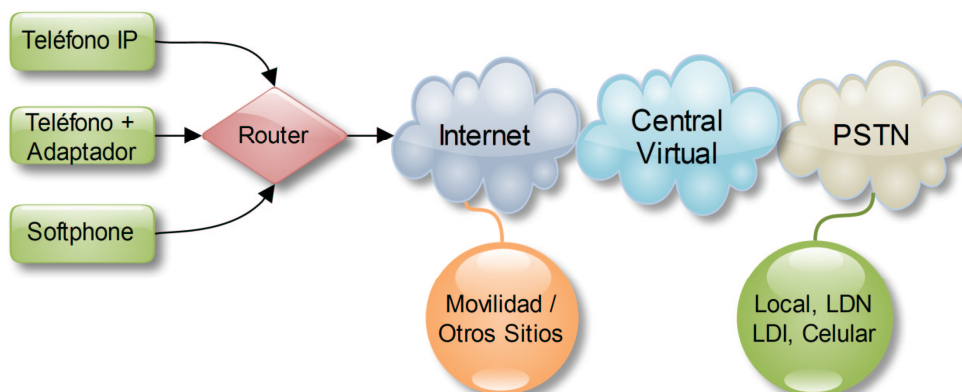 Teléfono IP
Teléfono +
Adaptador
Softphone
Router
Internet
Central
Virtual
PSTN
Movilidad /
Otros Sitios
Local, LDN
LDI, Celular